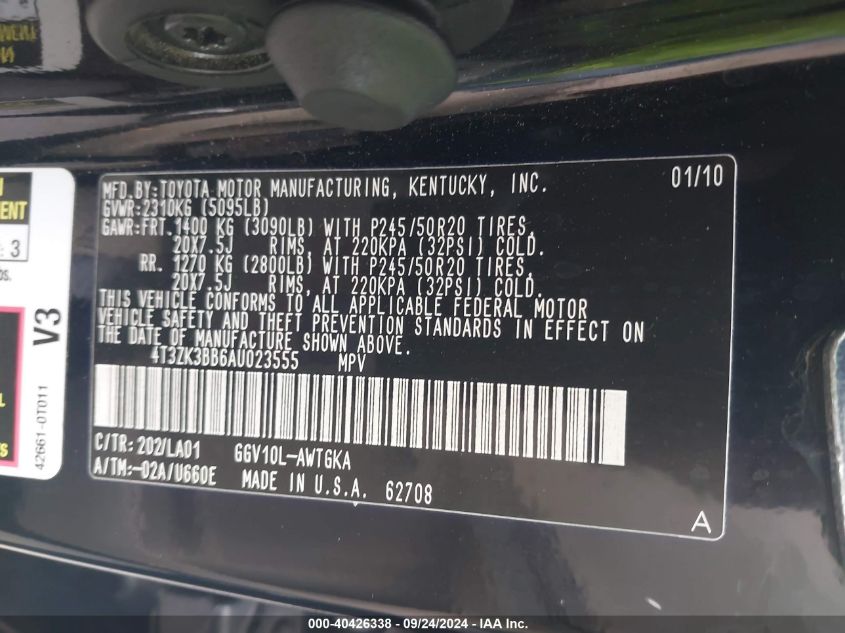 MFD.BY:TOYOTA MOTOR MANUFACTURING, KENTUCKY, INC. 01/10
GVWR:2310KG (5095LB)
GAWR:FRT.1400 KG (3090LB) WITH P245/50R20 TIRES,
20X7.5J RIMS, AT 220KPA (32PSI) COLD.
RR. 1270 KG (2800LB) WITH P245/50R20 TIRES,
20X7.5J RIMS, AT 220KPA (32PSI) COLD.
THIS VEHICLE CONFORMS TO ALL APPLICABLE FEDERAL MOTOR
VEHICLE SAFETY AND THEFT PREVENTION STANDARDS IN EFFECT ON
THE DATE OF MANUFACTURE SHOWN ABOVE.
4T3ZK3BB6AU023555 MPV
C/TR:202/LA01 GGV10L-AWTGKA
A/TM:-02A/U660E MADE IN U.S.A. 62708
A
: 3
V3
42661-0T011
000-40426338 - 09/24/2024 - IAA Holdings, LLC.